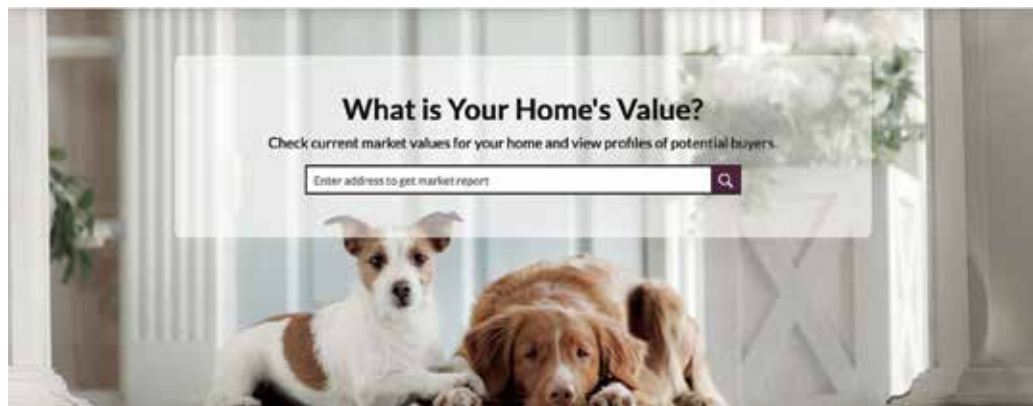 What is Your Home's Value?
Check current market values for your home and view profiles of potential buyers.
Enter address to get market report